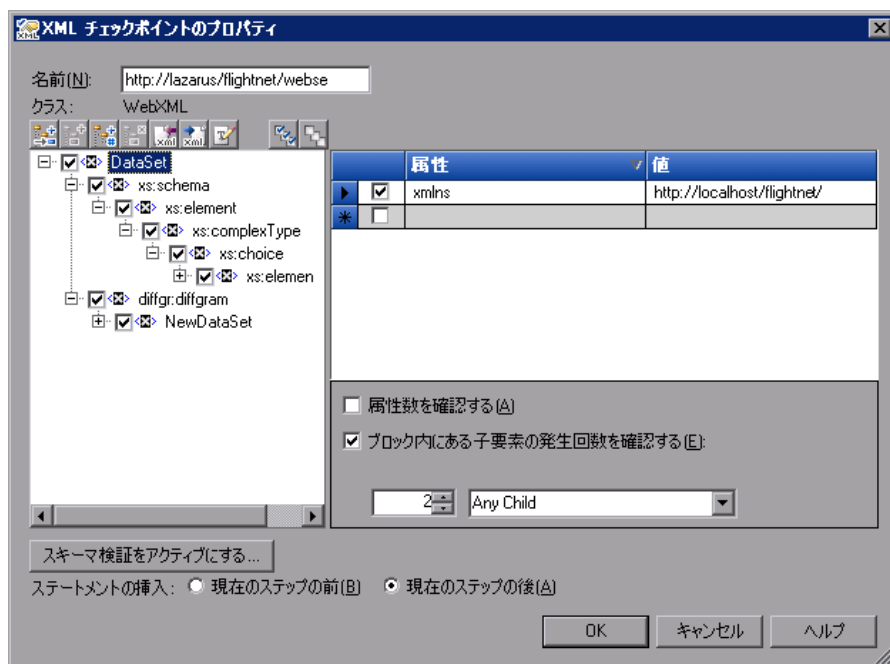 XML チェックポイントのプロパティ
名前(N): http://lazarus/flightnet/webse
クラス: WebXML
DataSet
xs:schema
xs:element
xs:complexType
xs:choice
xs:elemen
diffgr:diffgram
NewDataSet
属性 値
xmlns http://localhost/flightnet/
属性数を確認する(A)
ブロック内にある子要素の発生回数を確認する(E):
2 Any Child
スキーマ検証をアクティブにする...
ステートメントの挿入: 現在のステップの前(B) 現在のステップの後(A)
OK キャンセル ヘルプ